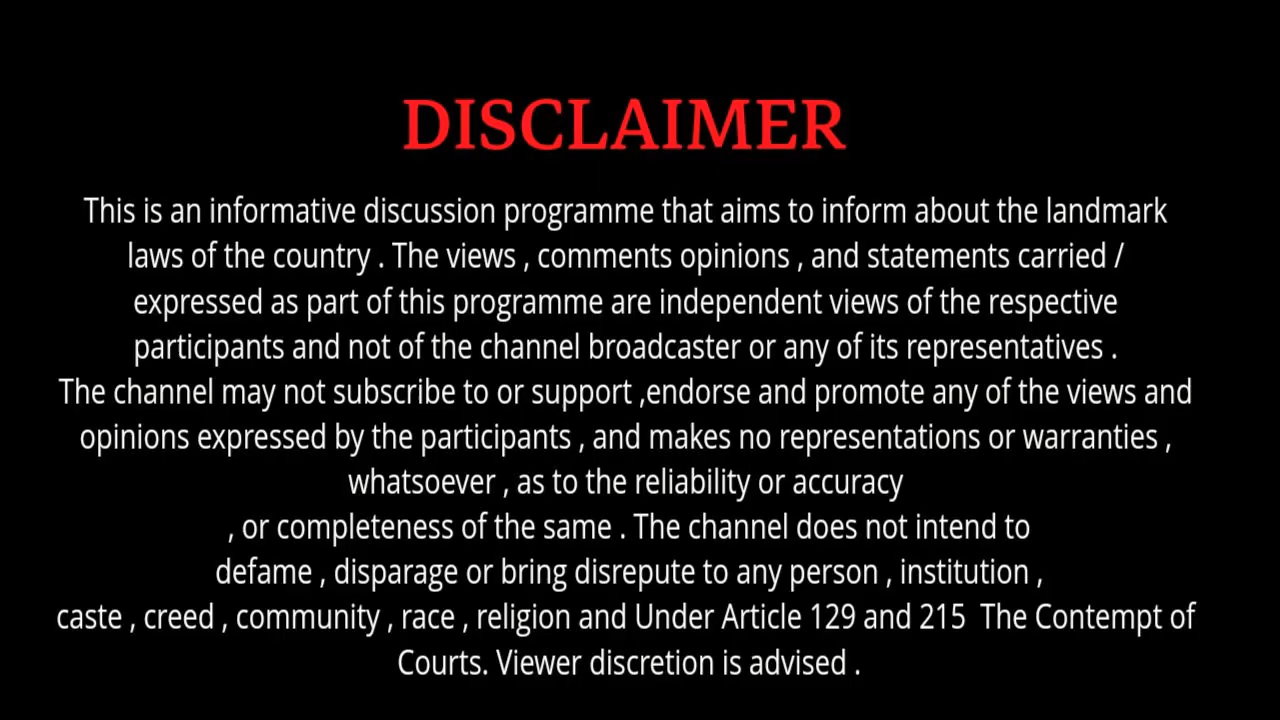 DISCLAIMER
This is an informative discussion programme that aims to inform about the landmark
laws of the country . The views , comments opinions , and statements carried /
expressed as part of this programme are independent views of the respective
participants and not of the channel broadcaster or any of its representatives .
The channel may not subscribe to or support ,endorse and promote any of the views and
opinions expressed by the participants , and makes no representations or warranties ,
whatsoever , as to the reliability or accuracy
, or completeness of the same . The channel does not intend to
defame , disparage or bring disrepute to any person , institution ,
caste , creed , community , race , religion and Under Article 129 and 215  The Contempt of
Courts. Viewer discretion is advised .